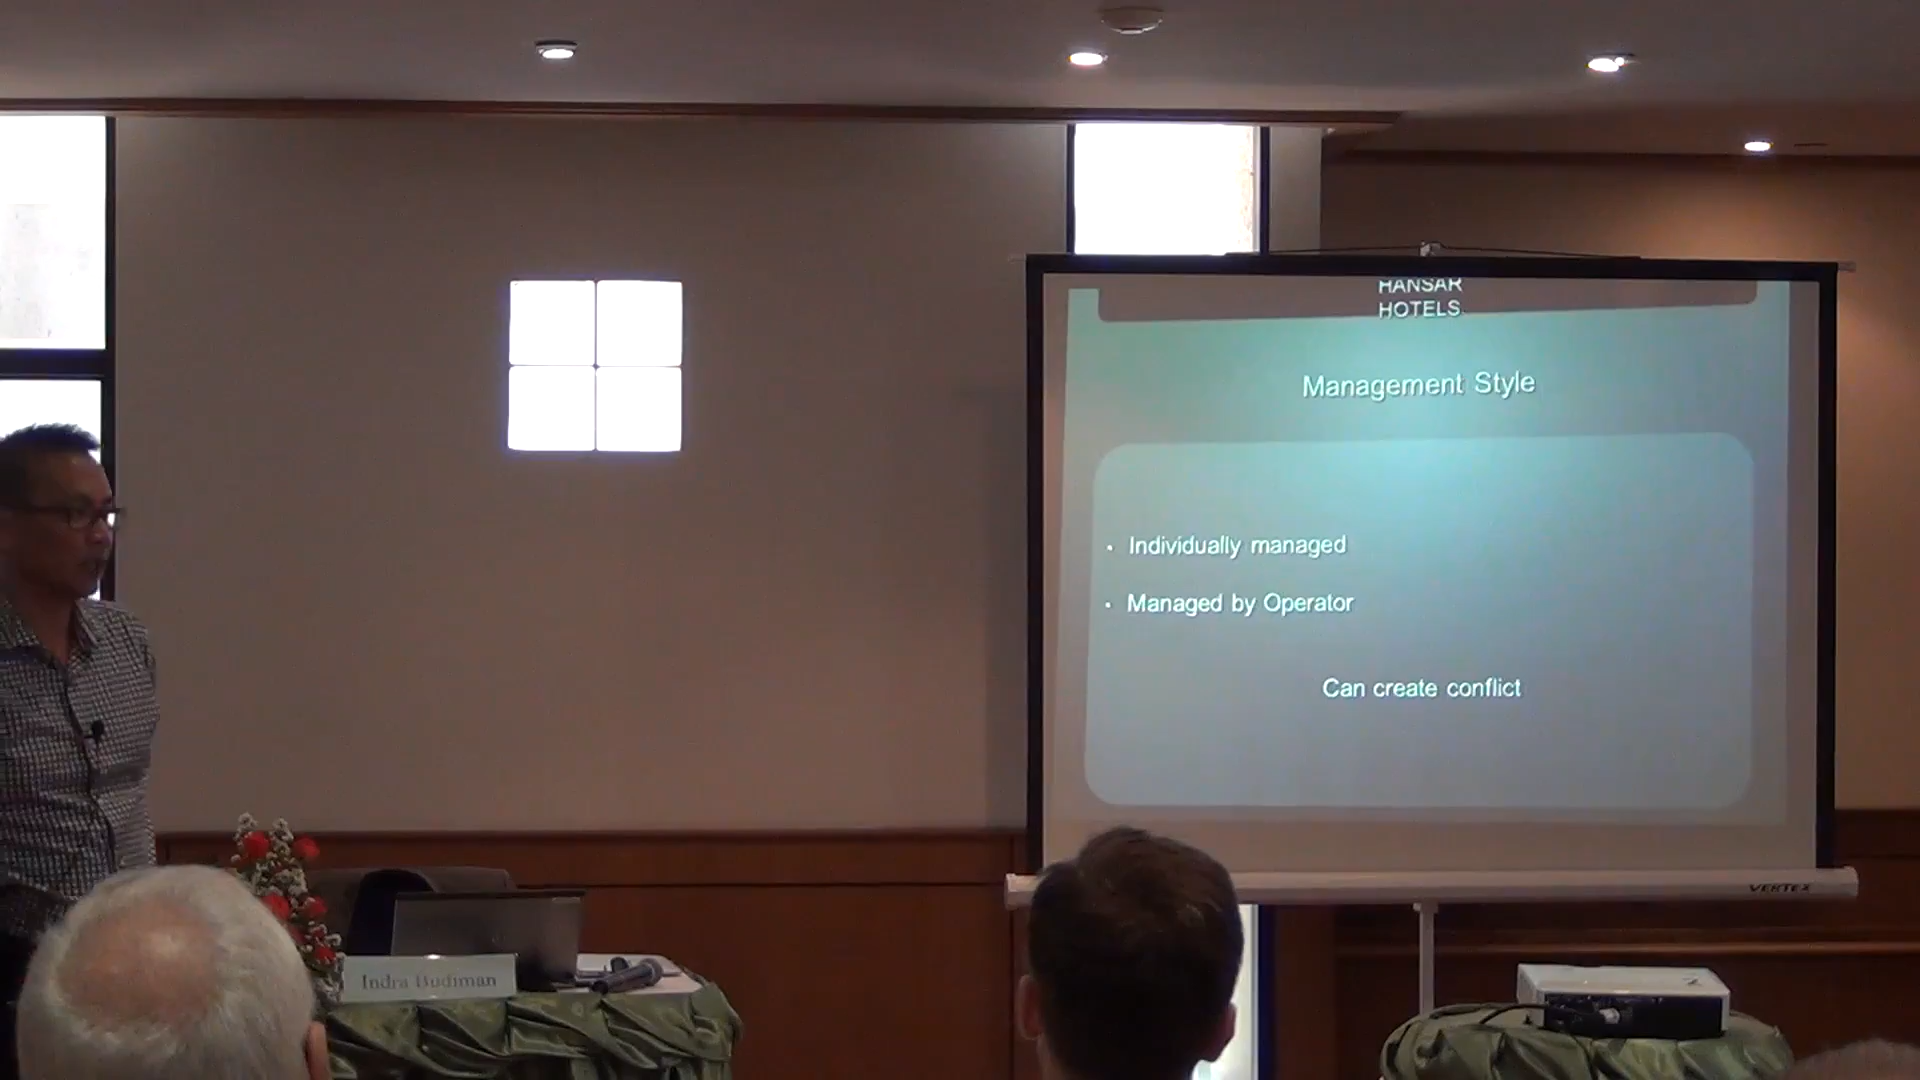 HANSAR
HOTELS
Management Style
• Individually managed
• Managed by Operator
Can create conflict
VERTEX
Indra Budiman